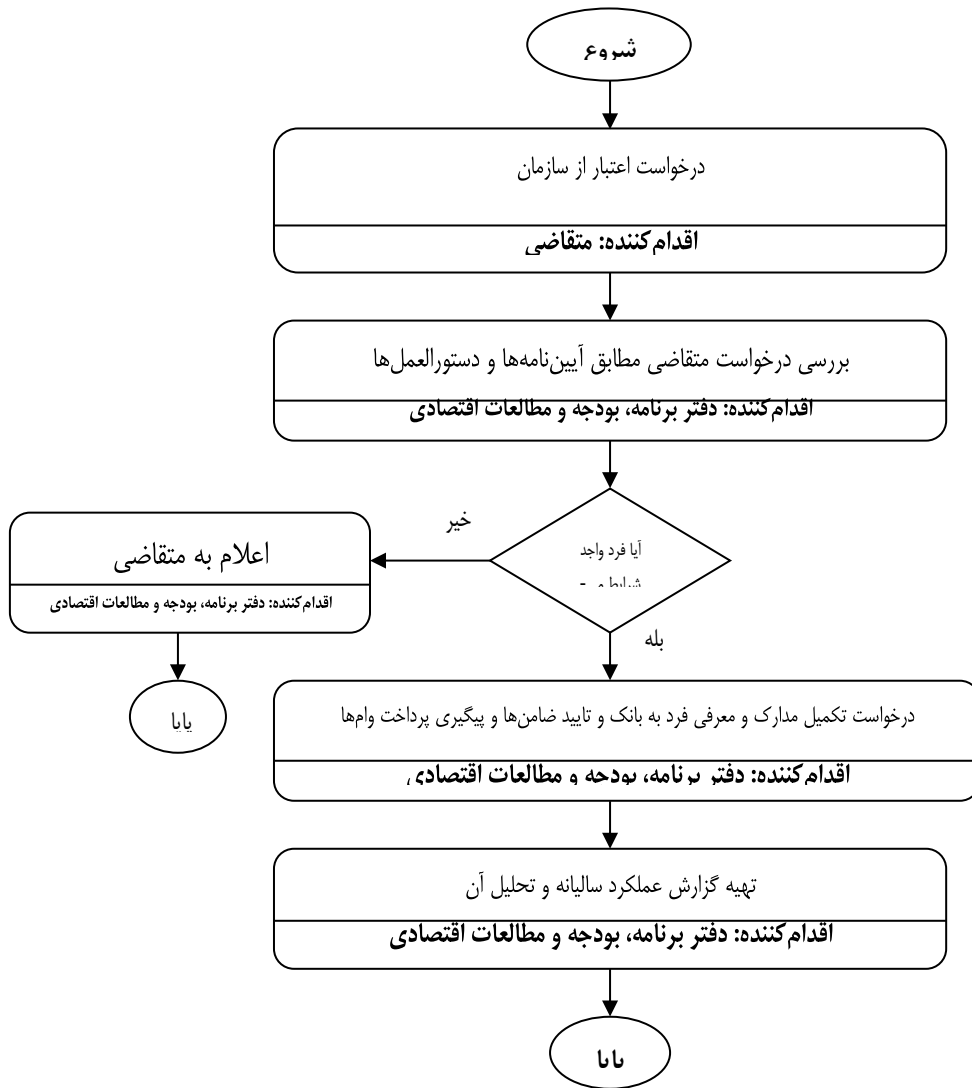 شروع
درخواست اعتبار از سازمان
اقدام‌کننده: متقاضی
بررسی درخواست متقاضی مطابق آیین‌نامه‌ها و دستورالعمل‌ها
اقدام‌کننده: دفتر برنامه، بودجه و مطالعات اقتصادی
آیا فرد واجد
شرایط
خیر
اعلام به متقاضی
اقدام‌کننده: دفتر برنامه، بودجه و مطالعات اقتصادی
بله
درخواست تکمیل مدارک و معرفی فرد به بانک و تایید ضامن‌ها و پیگیری پرداخت وام‌ها
اقدام‌کننده: دفتر برنامه، بودجه و مطالعات اقتصادی
تهیه گزارش عملکرد سالیانه و تحلیل آن
اقدام‌کننده: دفتر برنامه، بودجه و مطالعات اقتصادی